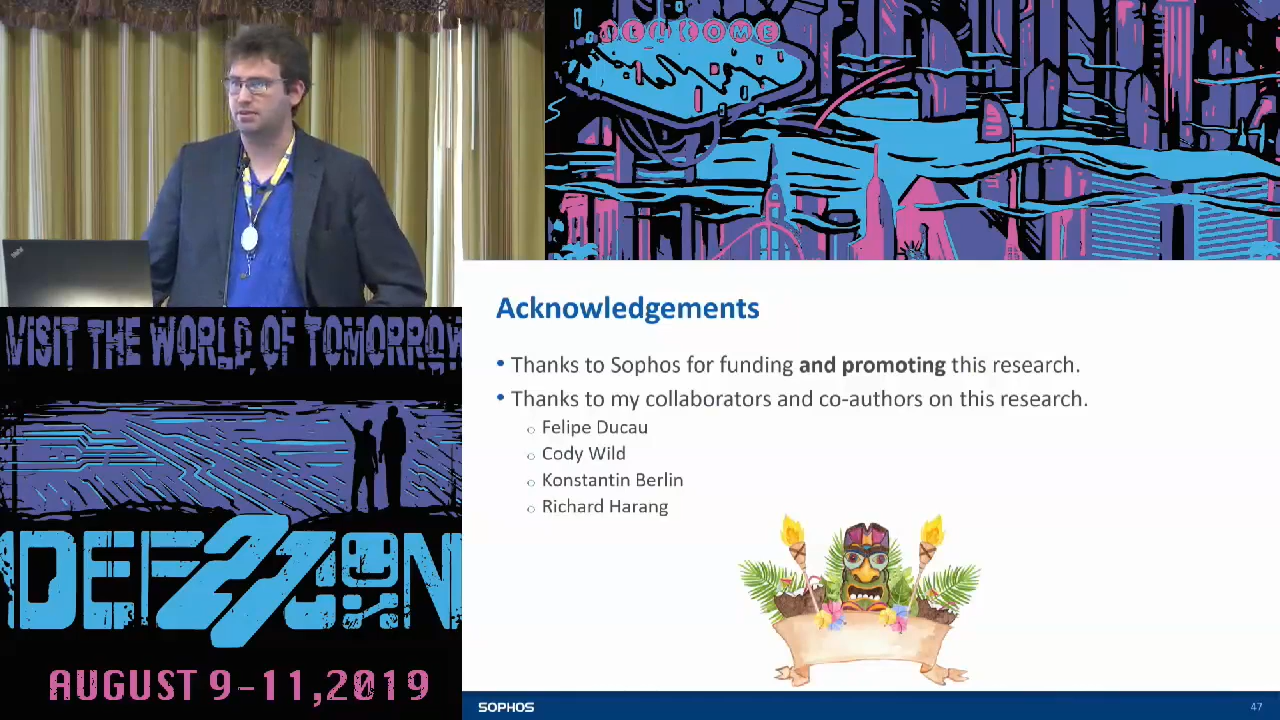 WELCOME
Acknowledgements
• Thanks to Sophos for funding and promoting this research.
• Thanks to my collaborators and co-authors on this research.
○ Felipe Ducau
○ Cody Wild
○ Konstantin Berlin
○ Richard Harang
VISIT THE WORLD OF TOMORROW
DEF CON
27
AUGUST 9-11,2019
SOPHOS
47